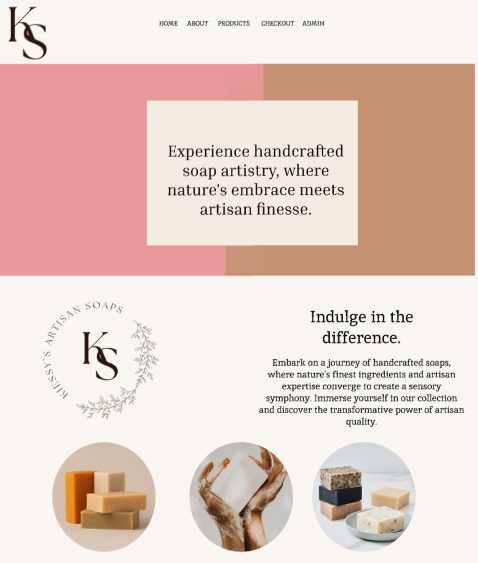 KS
HOME ABOUT PRODUCTS CHECKOUT ADMIN
Experience handcrafted
soap artistry, where
nature's embrace meets
artisan finesse.
KIESSY'S ARTISAN SOAPS
KS
Indulge in the
difference.
Embark on a journey of handcrafted soaps,
where nature's finest ingredients and artisan
expertise converge to create a sensory
symphony. Immerse yourself in our collection
and discover the transformative power of artisan
quality.